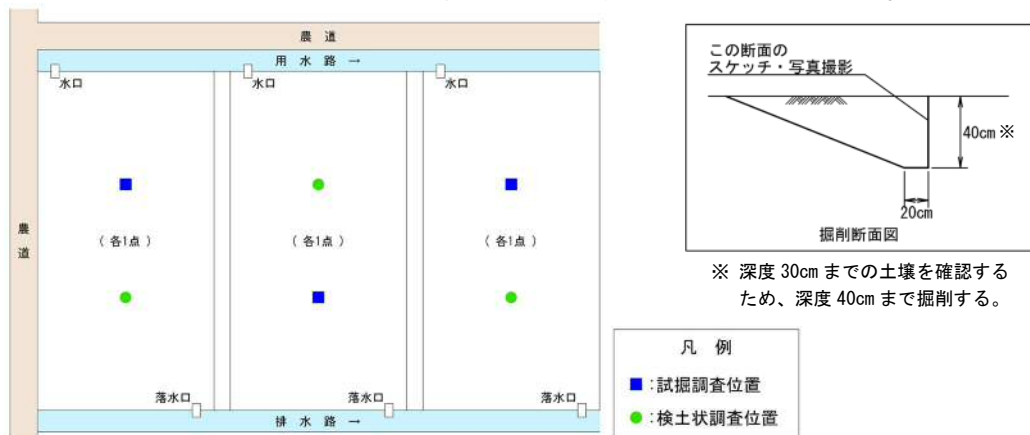 農 道
用 水 路 →
水口
水口
水口
農
道
( 各1点 )
( 各1点 )
( 各1点 )
落水口
落水口
落水口
排 水 路 →
この断面の
スケッチ・写真撮影
40cm ※
20cm
掘削断面図
※ 深度 30cm までの土壌を確認する
ため、深度 40cm まで掘削する。
凡 例
■ :試掘調査位置
● :検土状調査位置